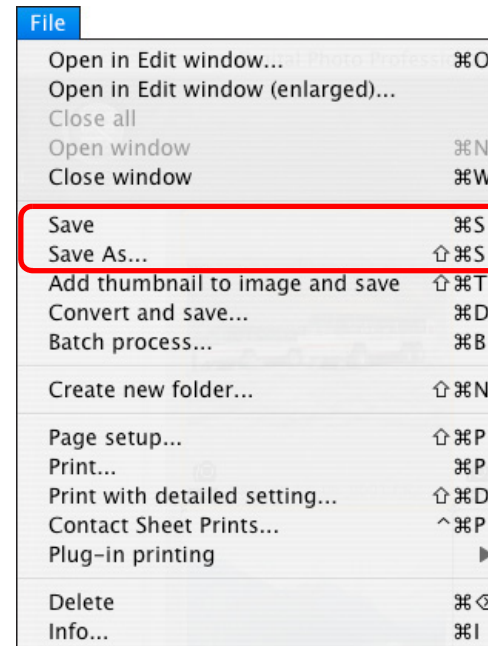 File
Open in Edit window... ⌘O
Open in Edit window (enlarged)...
Close all
Open window ⌘N
Close window ⌘W
Save ⌘S
Save As... ⇧⌘S
Add thumbnail to image and save ⇧⌘T
Convert and save... ⌘D
Batch process... ⌘B
Create new folder... ⇧⌘N
Page setup... ⇧⌘P
Print... ⌘P
Print with detailed setting... ⇧⌘D
Contact Sheet Prints... ^⌘P
Plug-in printing ▶
Delete ⌘⌫
Info... ⌘I